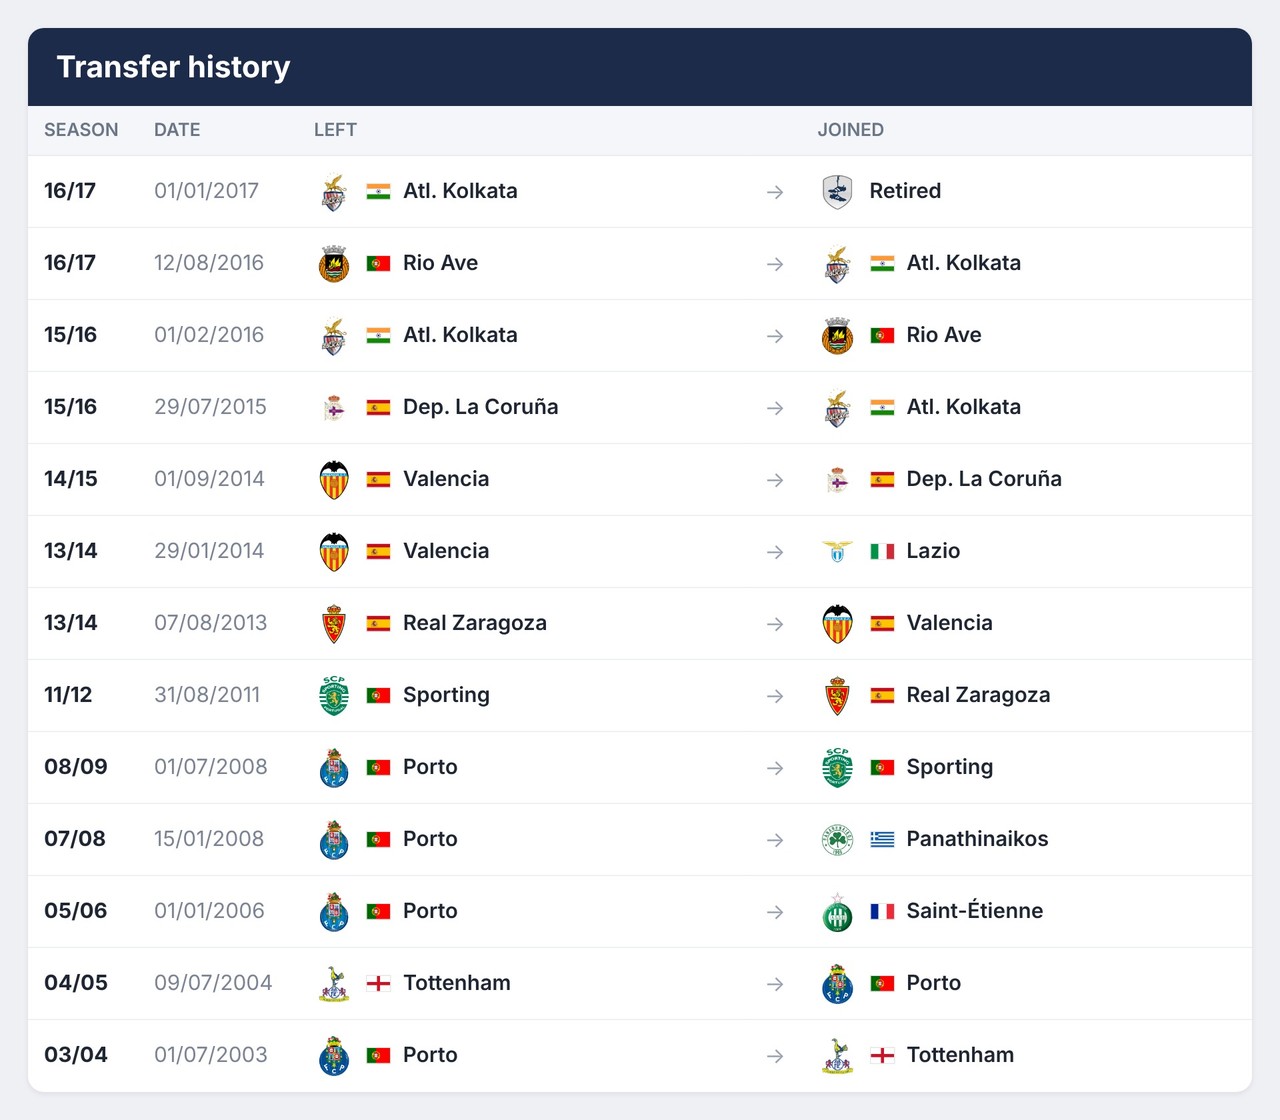 Transfer history
SEASON DATE LEFT JOINED
16/17 01/01/2017 Atl. Kolkata → Retired
16/17 12/08/2016 Rio Ave → Atl. Kolkata
15/16 01/02/2016 Atl. Kolkata → Rio Ave
15/16 29/07/2015 Dep. La Coruña → Atl. Kolkata
14/15 01/09/2014 Valencia → Dep. La Coruña
13/14 29/01/2014 Valencia → Lazio
13/14 07/08/2013 Real Zaragoza → Valencia
11/12 31/08/2011 Sporting → Real Zaragoza
08/09 01/07/2008 Porto → Sporting
07/08 15/01/2008 Porto → Panathinaikos
05/06 01/01/2006 Porto → Saint-Étienne
04/05 09/07/2004 Tottenham → Porto
03/04 01/07/2003 Porto → Tottenham